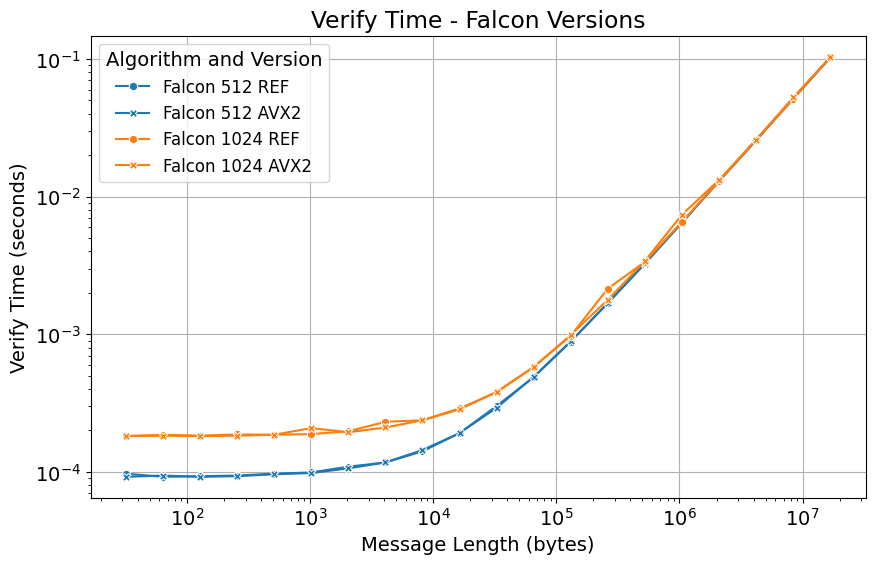 Verify Time - Falcon Versions
Algorithm and Version
Falcon 512 REF
Falcon 512 AVX2
Falcon 1024 REF
Falcon 1024 AVX2
Verify Time (seconds)
10⁻¹
10⁻²
10⁻³
10⁻⁴
10² 10³ 10⁴ 10⁵ 10⁶ 10⁷
Message Length (bytes)